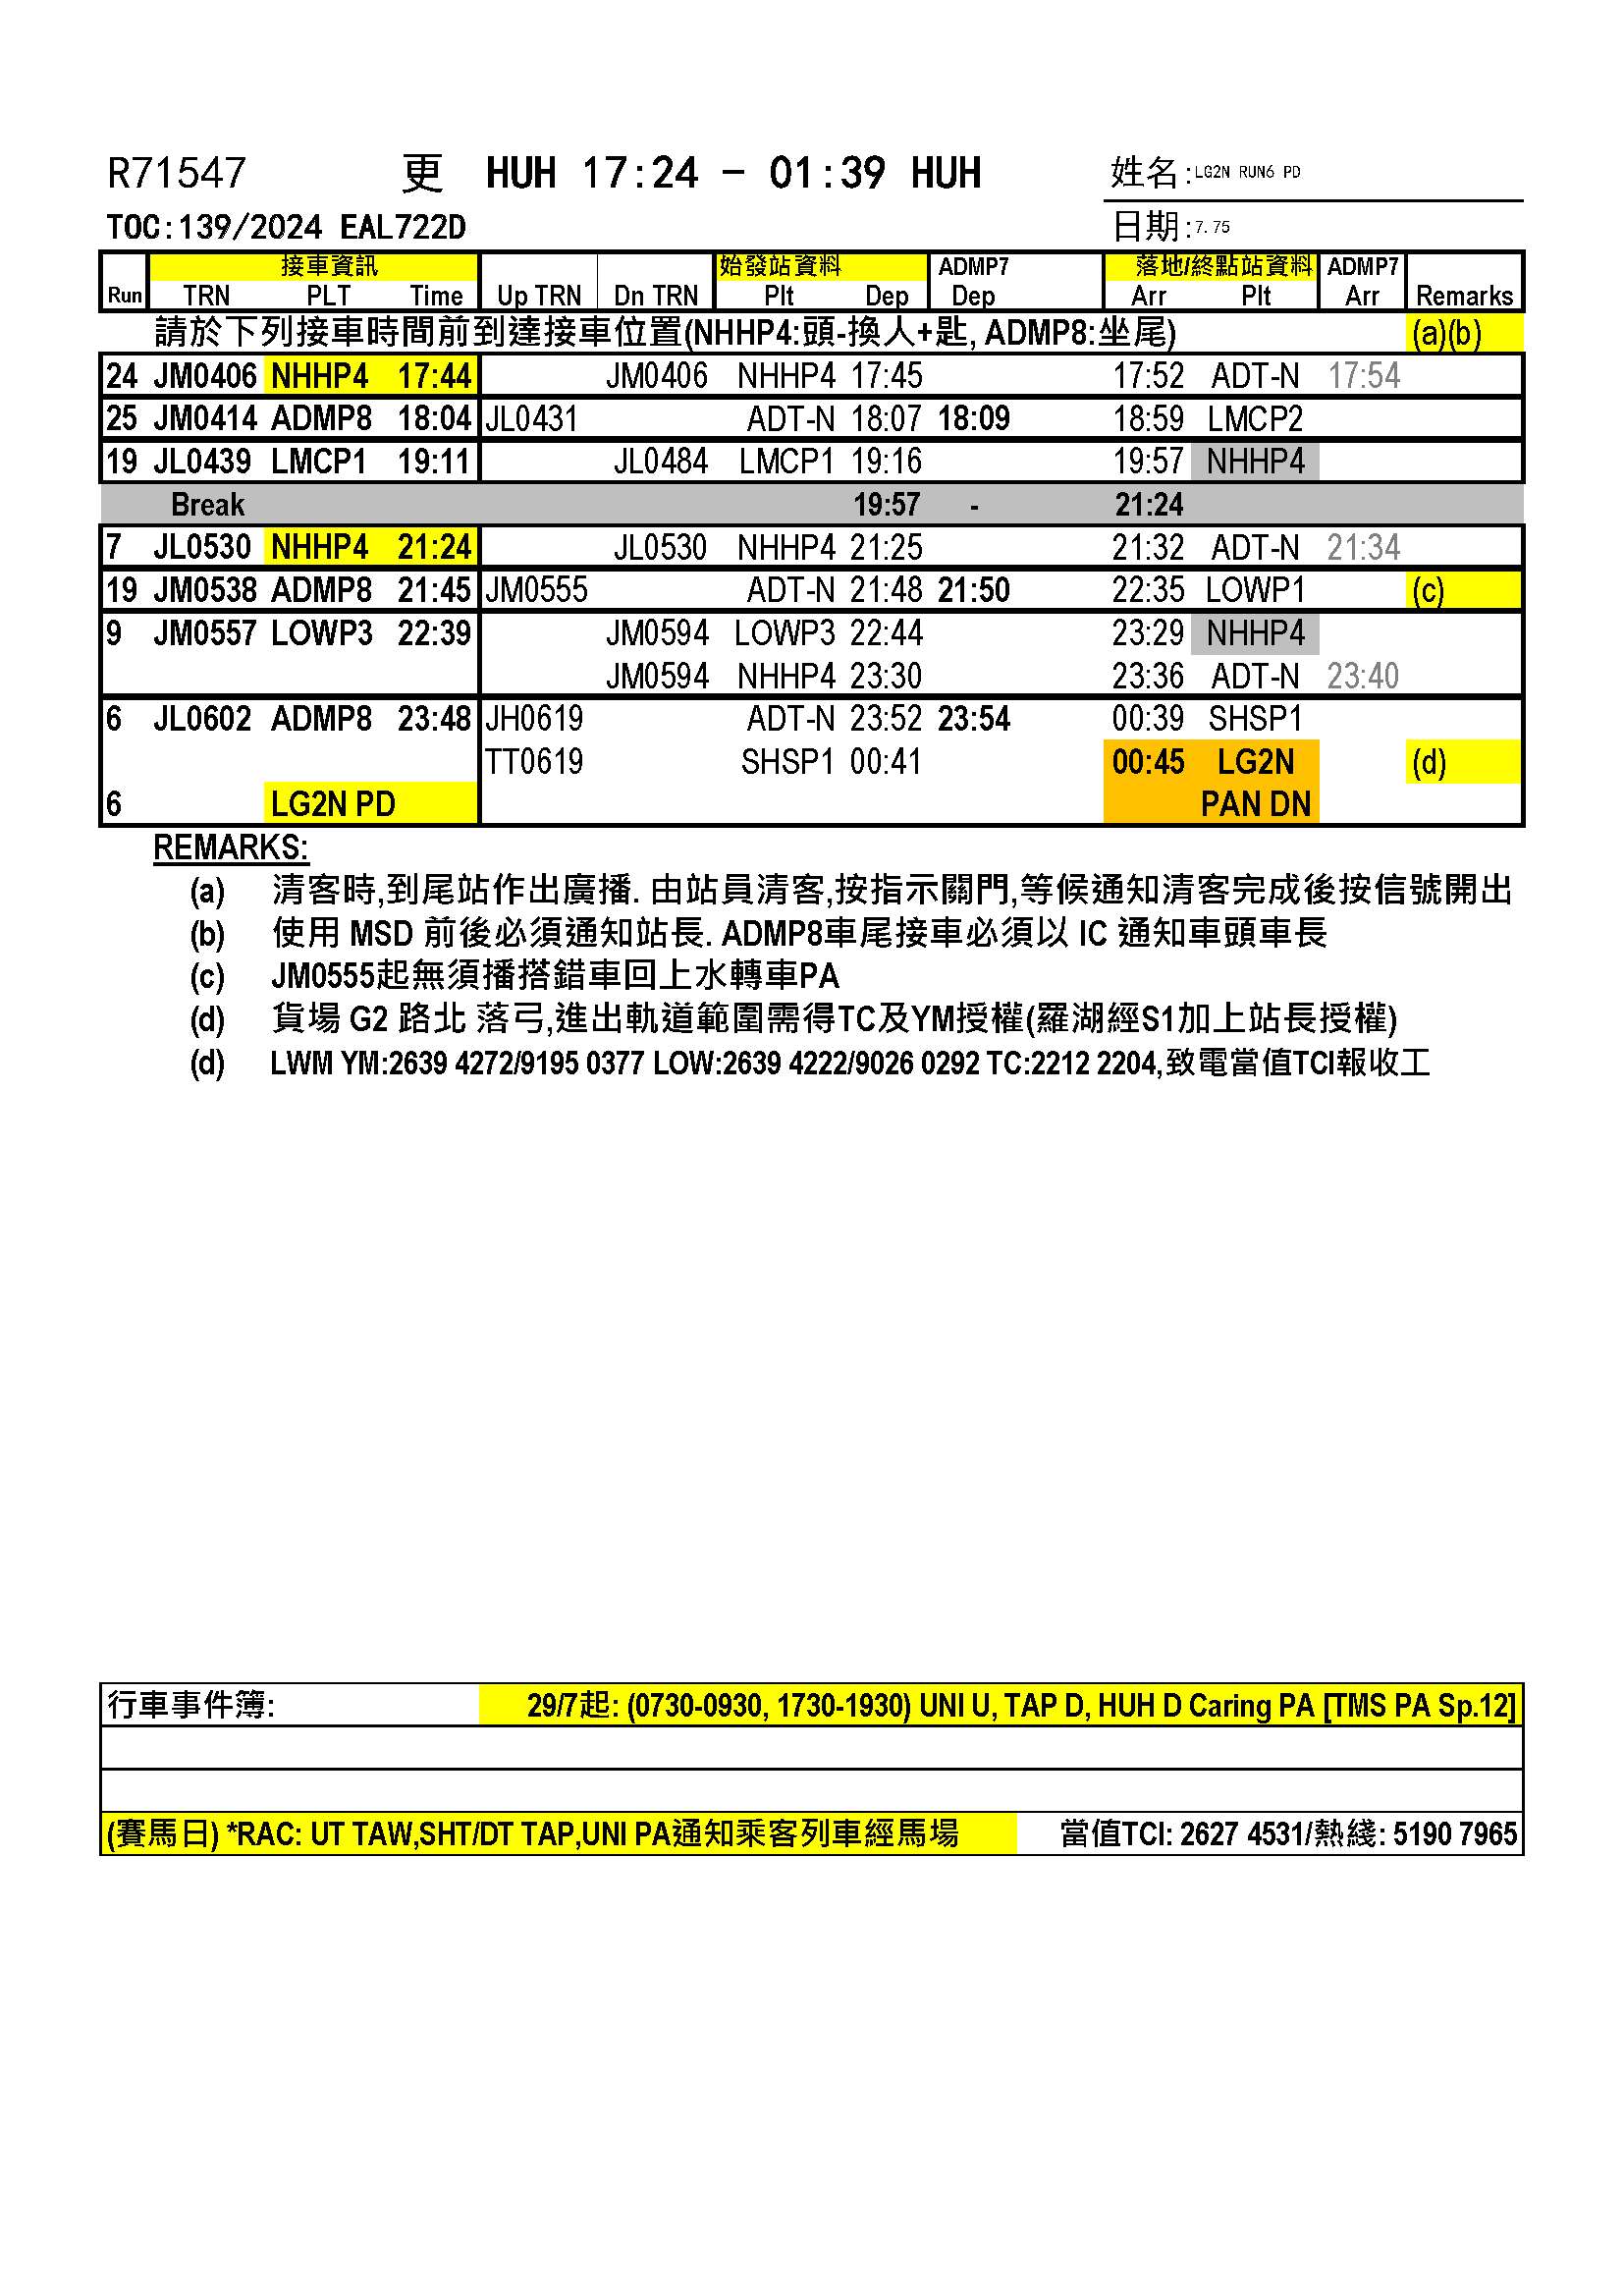 R71547 更 HUH 17:24 - 01:39 HUH 姓名:LG2N RUN6 PD
TOC:139/2024 EAL722D 日期:7.75
接車資訊 始發站資料 ADMP7 落地/終點站資料 ADMP7
Run TRN PLT Time Up TRN Dn TRN Plt Dep Dep Arr Plt Arr Remarks
請於下列接車時間前到達接車位置(NHHP4:頭-換人+匙, ADMP8:坐尾) (a)(b)
24 JM0406 NHHP4 17:44 JM0406 NHHP4 17:45 17:52 ADT-N 17:54
25 JM0414 ADMP8 18:04 JL0431 ADT-N 18:07 18:09 18:59 LMCP2
19 JL0439 LMCP1 19:11 JL0484 LMCP1 19:16 19:57 NHHP4
Break 19:57 - 21:24
7 JL0530 NHHP4 21:24 JL0530 NHHP4 21:25 21:32 ADT-N 21:34
19 JM0538 ADMP8 21:45 JM0555 ADT-N 21:48 21:50 22:35 LOWP1 (c)
9 JM0557 LOWP3 22:39 JM0594 LOWP3 22:44 23:29 NHHP4
JM0594 NHHP4 23:30 23:36 ADT-N 23:40
6 JL0602 ADMP8 23:48 JH0619 ADT-N 23:52 23:54 00:39 SHSP1
TT0619 SHSP1 00:41 00:45 LG2N (d)
6 LG2N PD PAN DN
REMARKS:
(a) 清客時,到尾站作出廣播. 由站員清客,按指示關門,等候通知清客完成後按信號開出
(b) 使用 MSD 前後必須通知站長. ADMP8車尾接車必須以 IC 通知車頭車長
(c) JM0555起無須播搭錯車回上水轉車PA
(d) 貨場 G2 路北 落弓,進出軌道範圍需得TC及YM授權(羅湖經S1加上站長授權)
(d) LWM YM:2639 4272/9195 0377 LOW:2639 4222/9026 0292 TC:2212 2204,致電當值TCI報收工
行車事件簿: 29/7起: (0730-0930, 1730-1930) UNI U, TAP D, HUH D Caring PA [TMS PA Sp.12]
(賽馬日) *RAC: UT TAW,SHT/DT TAP,UNI PA通知乘客列車經馬場 當值TCI: 2627 4531/熱綫: 5190 7965